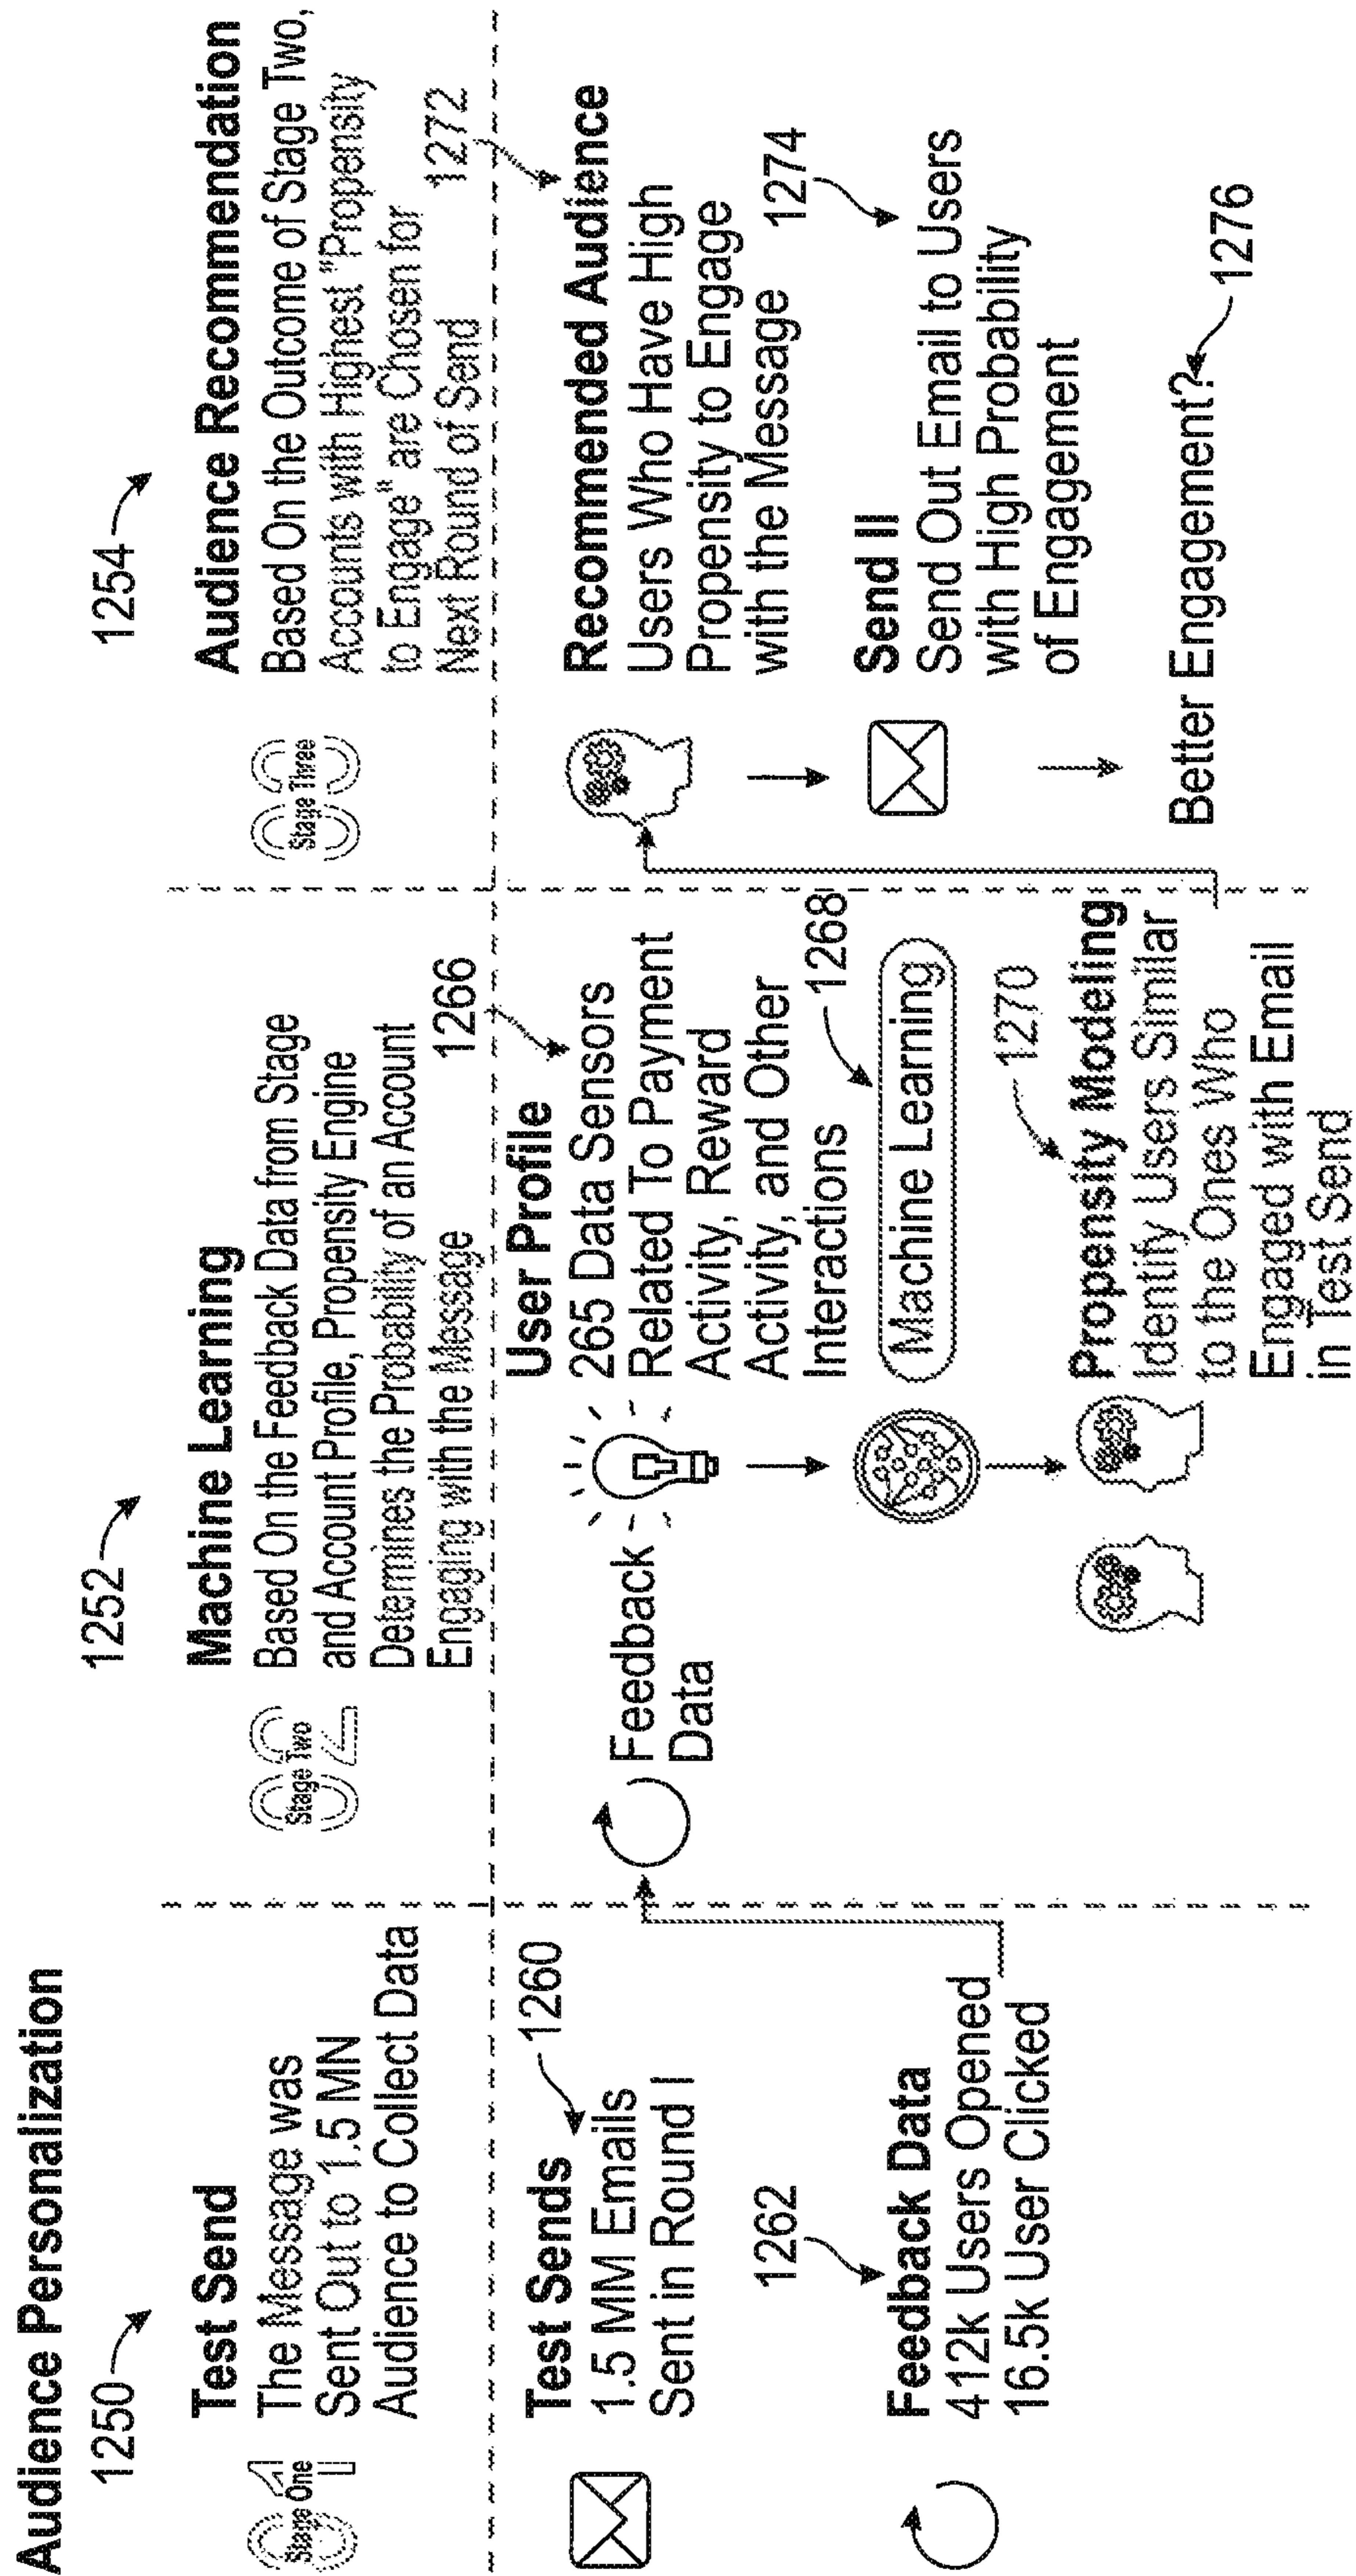 Audience Personalization
1250
Stage One
Test Send
The Message was
Sent Out to 1.5 MN
Audience to Collect Data
Test Sends
1260
1.5 MM Emails
Sent in Round I
1262
Feedback Data
412k Users Opened
16.5k User Clicked
1252
Stage Two
Machine Learning
Based On the Feedback Data from Stage
and Account Profile, Propensity Engine
Determines the Probability of an Account
Engaging with the Message
1266
Feedback
Data
User Profile
265 Data Sensors
Related To Payment
Activity, Reward
Activity, and Other
Interactions
1268
Machine Learning
1270
Propensity Modeling
Identify Users Similar
to the Ones Who
Engaged with Email
in Test Send
1254
Stage Three
Audience Recommendation
Based On the Outcome of Stage Two,
Accounts with Highest "Propensity
to Engage" are Chosen for
Next Round of Send
1272
Recommended Audience
Users Who Have High
Propensity to Engage
with the Message
1274
Send II
Send Out Email to Users
with High Probability
of Engagement
Better Engagement?
1276